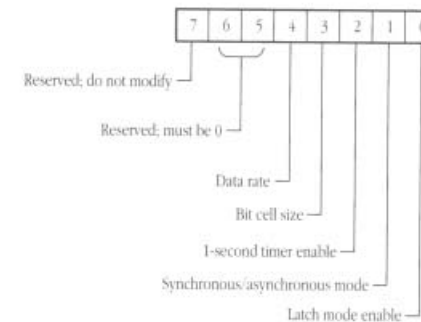 7 6 5 4 3 2 1
Reserved; do not modify
Reserved; must be 0
Data rate
Bit cell size
1-second timer enable
Synchronous/asynchronous mode
Latch mode enable